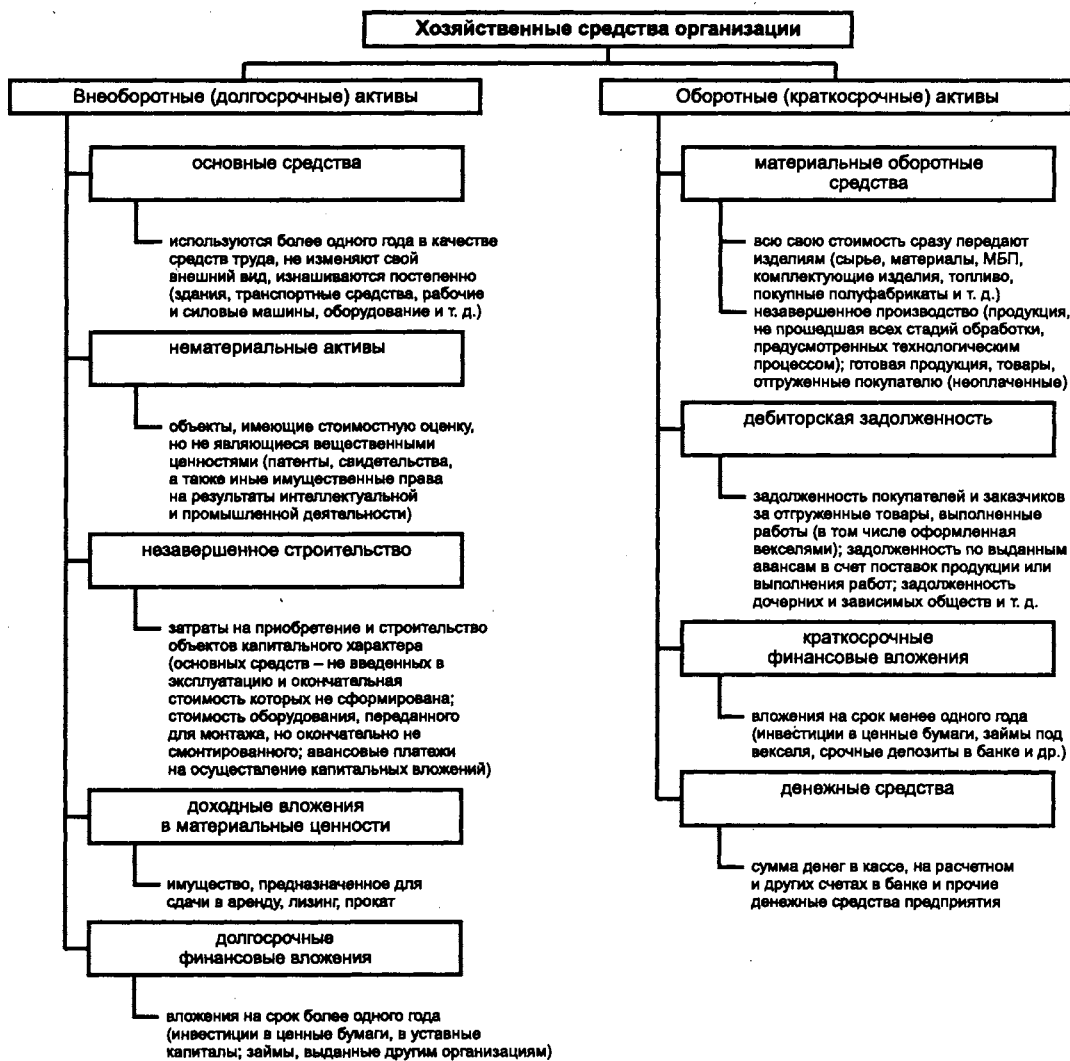 Хозяйственные средства организации
Внеоборотные (долгосрочные) активы
основные средства
используются более одного года в качестве
средств труда, не изменяют свой
внешний вид, изнашиваются постепенно
(здания, транспортные средства, рабочие
и силовые машины, оборудование и т. д.)
нематериальные активы
объекты, имеющие стоимостную оценку,
но не являющиеся вещественными
ценностями (патенты, свидетельства,
а также иные имущественные права
на результаты интеллектуальной
и промышленной деятельности)
незавершенное строительство
затраты на приобретение и строительство
объектов капитального характера
(основных средств – не введенных в
эксплуатацию и окончательная
стоимость которых не сформирована;
стоимость оборудования, переданного
для монтажа, но окончательно не
смонтированного; авансовые платежи
на осуществление капитальных вложений)
доходные вложения
в материальные ценности
имущество, предназначенное для
сдачи в аренду, лизинг, прокат
долгосрочные
финансовые вложения
вложения на срок более одного года
(инвестиции в ценные бумаги, в уставные
капиталы; займы, выданные другим организациям)
Оборотные (краткосрочные) активы
материальные оборотные
средства
всю свою стоимость сразу передают
изделиям (сырье, материалы, МБП,
комплектующие изделия, топливо,
покупные полуфабрикаты и т. д.)
незавершенное производство (продукция,
не прошедшая всех стадий обработки,
предусмотренных технологическим
процессом); готовая продукция, товары,
отгруженные покупателю (неоплаченные)
дебиторская задолженность
задолженность покупателей и заказчиков
за отгруженные товары, выполненные
работы (в том числе оформленная
векселями); задолженность по выданным
авансам в счет поставок продукции или
выполнения работ; задолженность
дочерних и зависимых обществ и т. д.
краткосрочные
финансовые вложения
вложения на срок менее одного года
(инвестиции в ценные бумаги, займы под
векселя, срочные депозиты в банке и др.)
денежные средства
сумма денег в кассе, на расчетном
и других счетах в банке и прочие
денежные средства предприятия